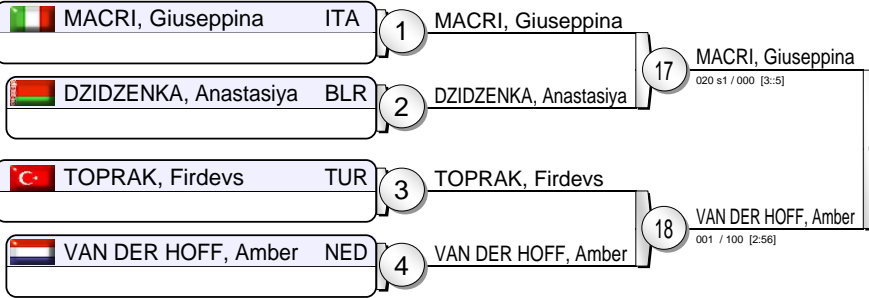 MACRI, Giuseppina ITA
1
MACRI, Giuseppina
DZIDZENKA, Anastasiya BLR
2
DZIDZENKA, Anastasiya
17
MACRI, Giuseppina
020 s1 / 000 [3::5]
TOPRAK, Firdevs TUR
3
TOPRAK, Firdevs
VAN DER HOFF, Amber NED
4
VAN DER HOFF, Amber
18
VAN DER HOFF, Amber
001 / 100 [2:56]